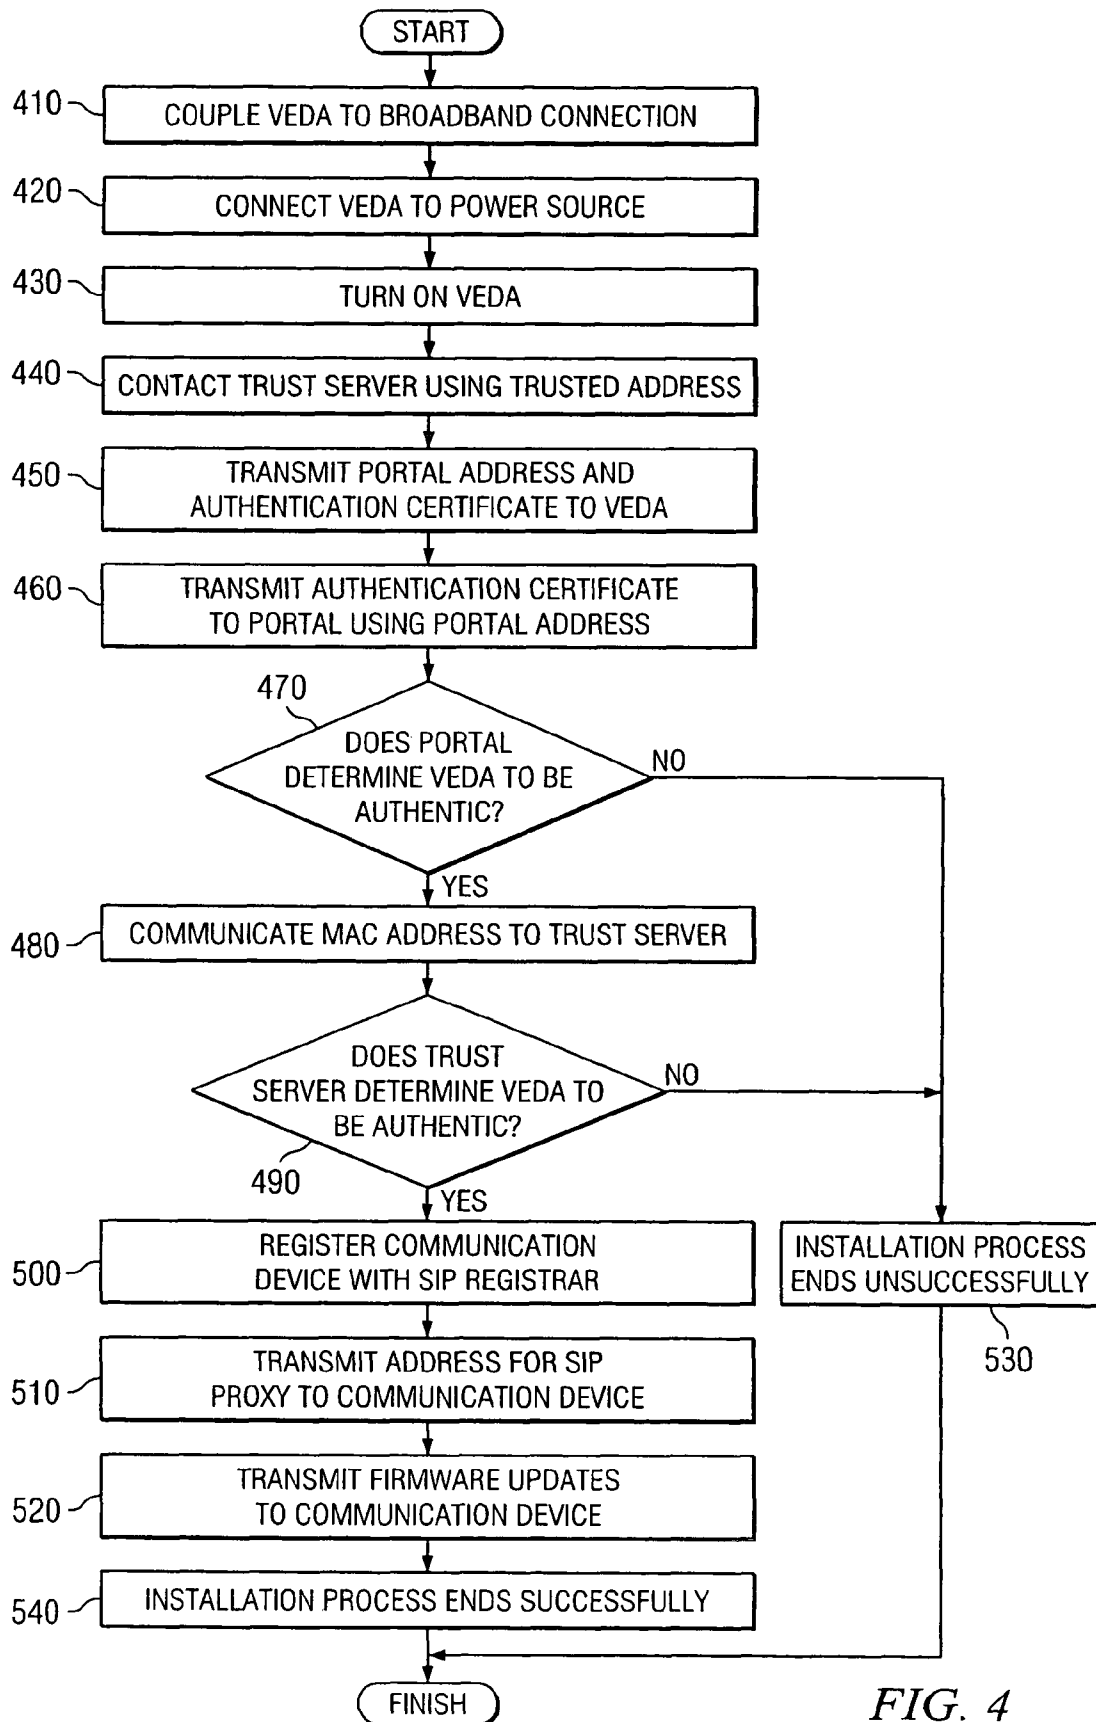 START
410
COUPLE VEDA TO BROADBAND CONNECTION
420
CONNECT VEDA TO POWER SOURCE
430
TURN ON VEDA
440
CONTACT TRUST SERVER USING TRUSTED ADDRESS
450
TRANSMIT PORTAL ADDRESS AND
AUTHENTICATION CERTIFICATE TO VEDA
460
TRANSMIT AUTHENTICATION CERTIFICATE
TO PORTAL USING PORTAL ADDRESS
470
DOES PORTAL
DETERMINE VEDA TO BE
AUTHENTIC?
NO
YES
480
COMMUNICATE MAC ADDRESS TO TRUST SERVER
DOES TRUST
SERVER DETERMINE VEDA TO
BE AUTHENTIC?
NO
490
YES
500
REGISTER COMMUNICATION
DEVICE WITH SIP REGISTRAR
INSTALLATION PROCESS
ENDS UNSUCCESSFULLY
530
510
TRANSMIT ADDRESS FOR SIP
PROXY TO COMMUNICATION DEVICE
520
TRANSMIT FIRMWARE UPDATES
TO COMMUNICATION DEVICE
540
INSTALLATION PROCESS ENDS SUCCESSFULLY
FINISH
FIG. 4